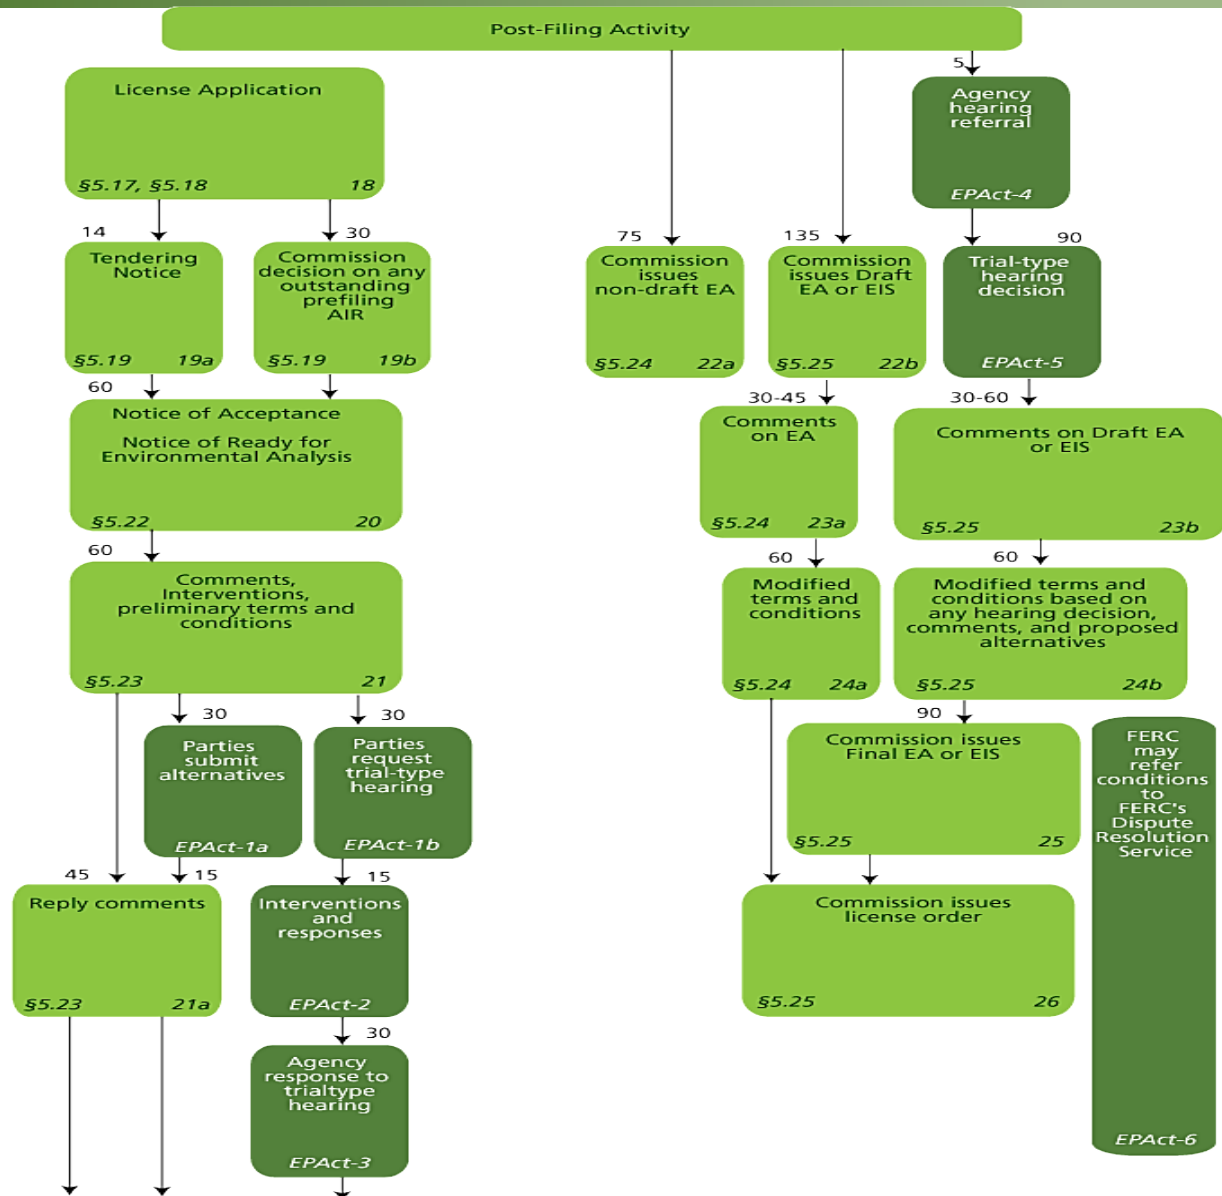 Post-Filing Activity
License Application
§5.17, §5.18 18
14
Tendering
Notice
§5.19 19a
30
Commission
decision on any
outstanding
prefiling
AIR
§5.19 19b
60
Notice of Acceptance
Notice of Ready for
Environmental Analysis
§5.22 20
60
Comments,
Interventions,
preliminary terms and
conditions
§5.23 21
30
Parties
submit
alternatives
EPAct-1a
30
Parties
request
trial-type
hearing
EPAct-1b
45
15
Reply comments
§5.23 21a
15
Interventions
and
responses
EPAct-2
30
Agency
response to
trialtype
hearing
EPAct-3
75
Commission
issues
non-draft EA
§5.24 22a
135
Commission
issues Draft
EA or EIS
§5.25 22b
5
Agency
hearing
referral
EPAct-4
90
Trial-type
hearing
decision
EPAct-5
30-45
Comments
on EA
§5.24 23a
30-60
Comments on Draft EA
or EIS
§5.25 23b
60
Modified
terms and
conditions
§5.24 24a
60
Modified terms and
conditions based on
any hearing decision,
comments, and proposed
alternatives
§5.25 24b
90
Commission issues
Final EA or EIS
§5.25 25
Commission issues
license order
§5.25 26
FERC
may
refer
conditions
to
FERC's
Dispute
Resolution
Service
EPAct-6